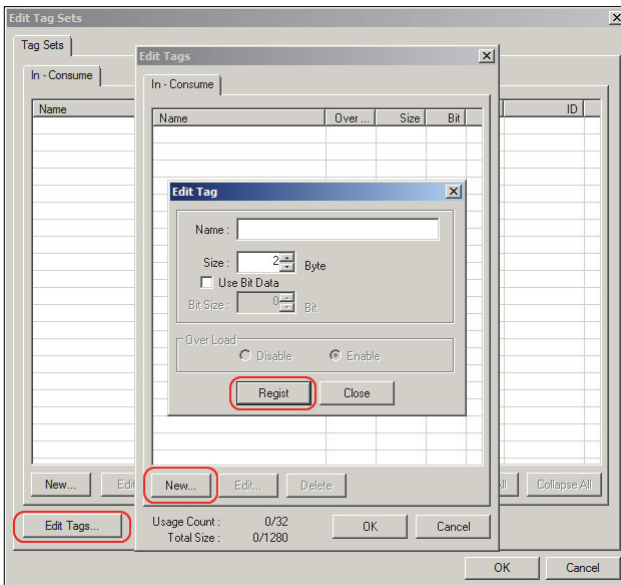 Edit Tag Sets
Tag Sets
In - Consume
Name
ID
New...
Edit Tags...
Collapse All
OK
Cancel
Edit Tags
In - Consume
Name Over ... Size Bit
New... Edit... Delete
Usage Count : 0/32
Total Size : 0/1280
OK Cancel
Edit Tag
Name :
Size : 2 Byte
Use Bit Data
Bit Size : 0 Bit
Over Load
Disable Enable
Regist Close